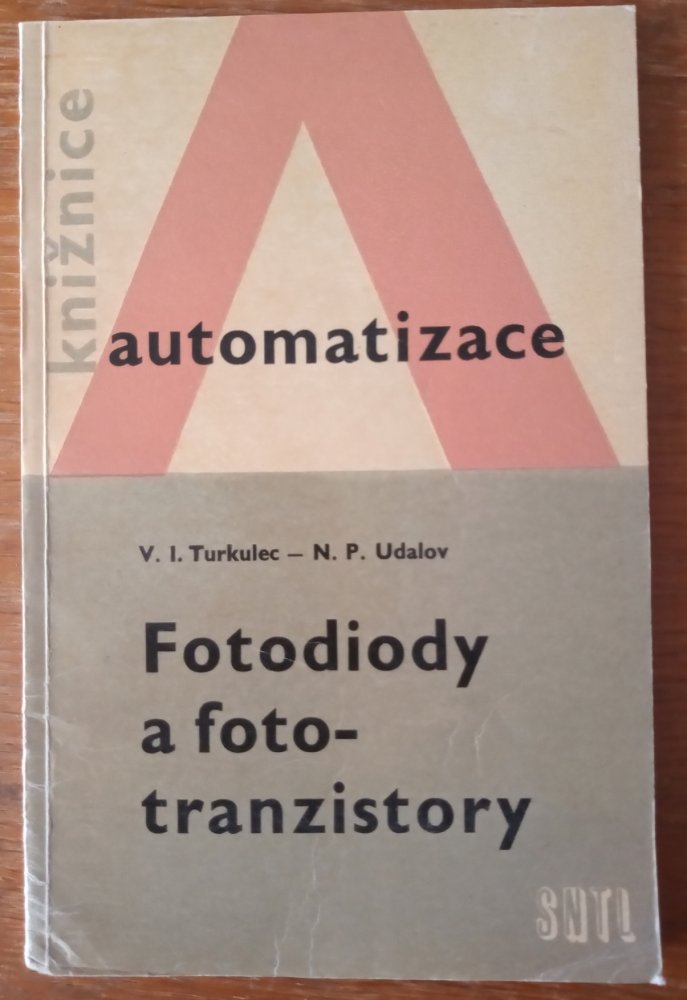 knižnice
automatizace
V. I. Turkulec – N. P. Udalov
Fotodiody
a foto-
tranzistory
SNTL